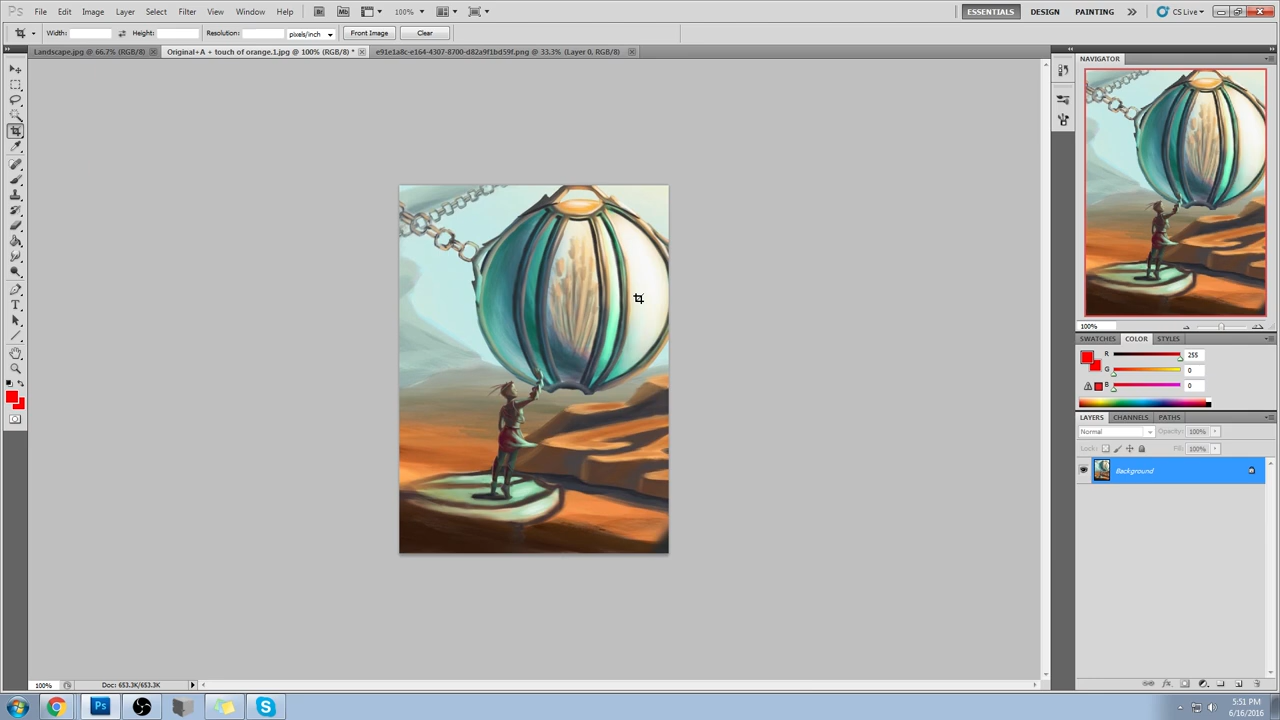 Ps File Edit Image Layer Select Filter View Window Help Mb 100% ESSENTIALS DESIGN PAINTING CS Live
Width: Height: Resolution: pixels/inch Front Image Clear
Landscape.jpg @ 66.7% (RGB/8) Original+A + touch of orange.1.jpg @ 100% (RGB/8) * e91e1a8c-e164-4307-8700-d82a9f1bd59f.png @ 33.3% (Layer 0, RGB/8)
NAVIGATOR
100%
SWATCHES COLOR STYLES
R 255
G 0
B 0
LAYERS CHANNELS PATHS
Normal Opacity: 100%
Lock: Fill: 100%
Background
100% Doc: 653.3K/653.3K
5:51 PM
6/16/2016